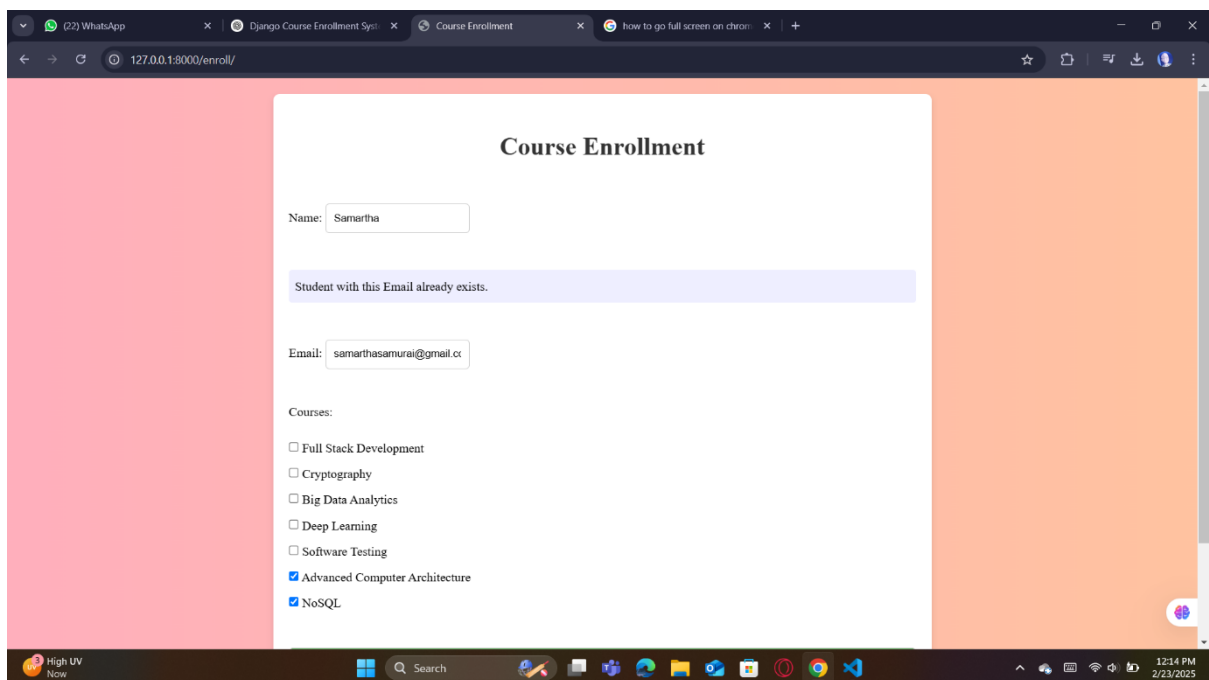 (22) WhatsApp
Django Course Enrollment Syst
Course Enrollment
how to go full screen on chrom
127.0.0.1:8000/enroll/
Course Enrollment
Name: Samartha
Student with this Email already exists.
Email: samarthasamurai@gmail.cc
Courses:
Full Stack Development
Cryptography
Big Data Analytics
Deep Learning
Software Testing
Advanced Computer Architecture
NoSQL
3
UV
High UV
Now
Search
12:14 PM
2/23/2025